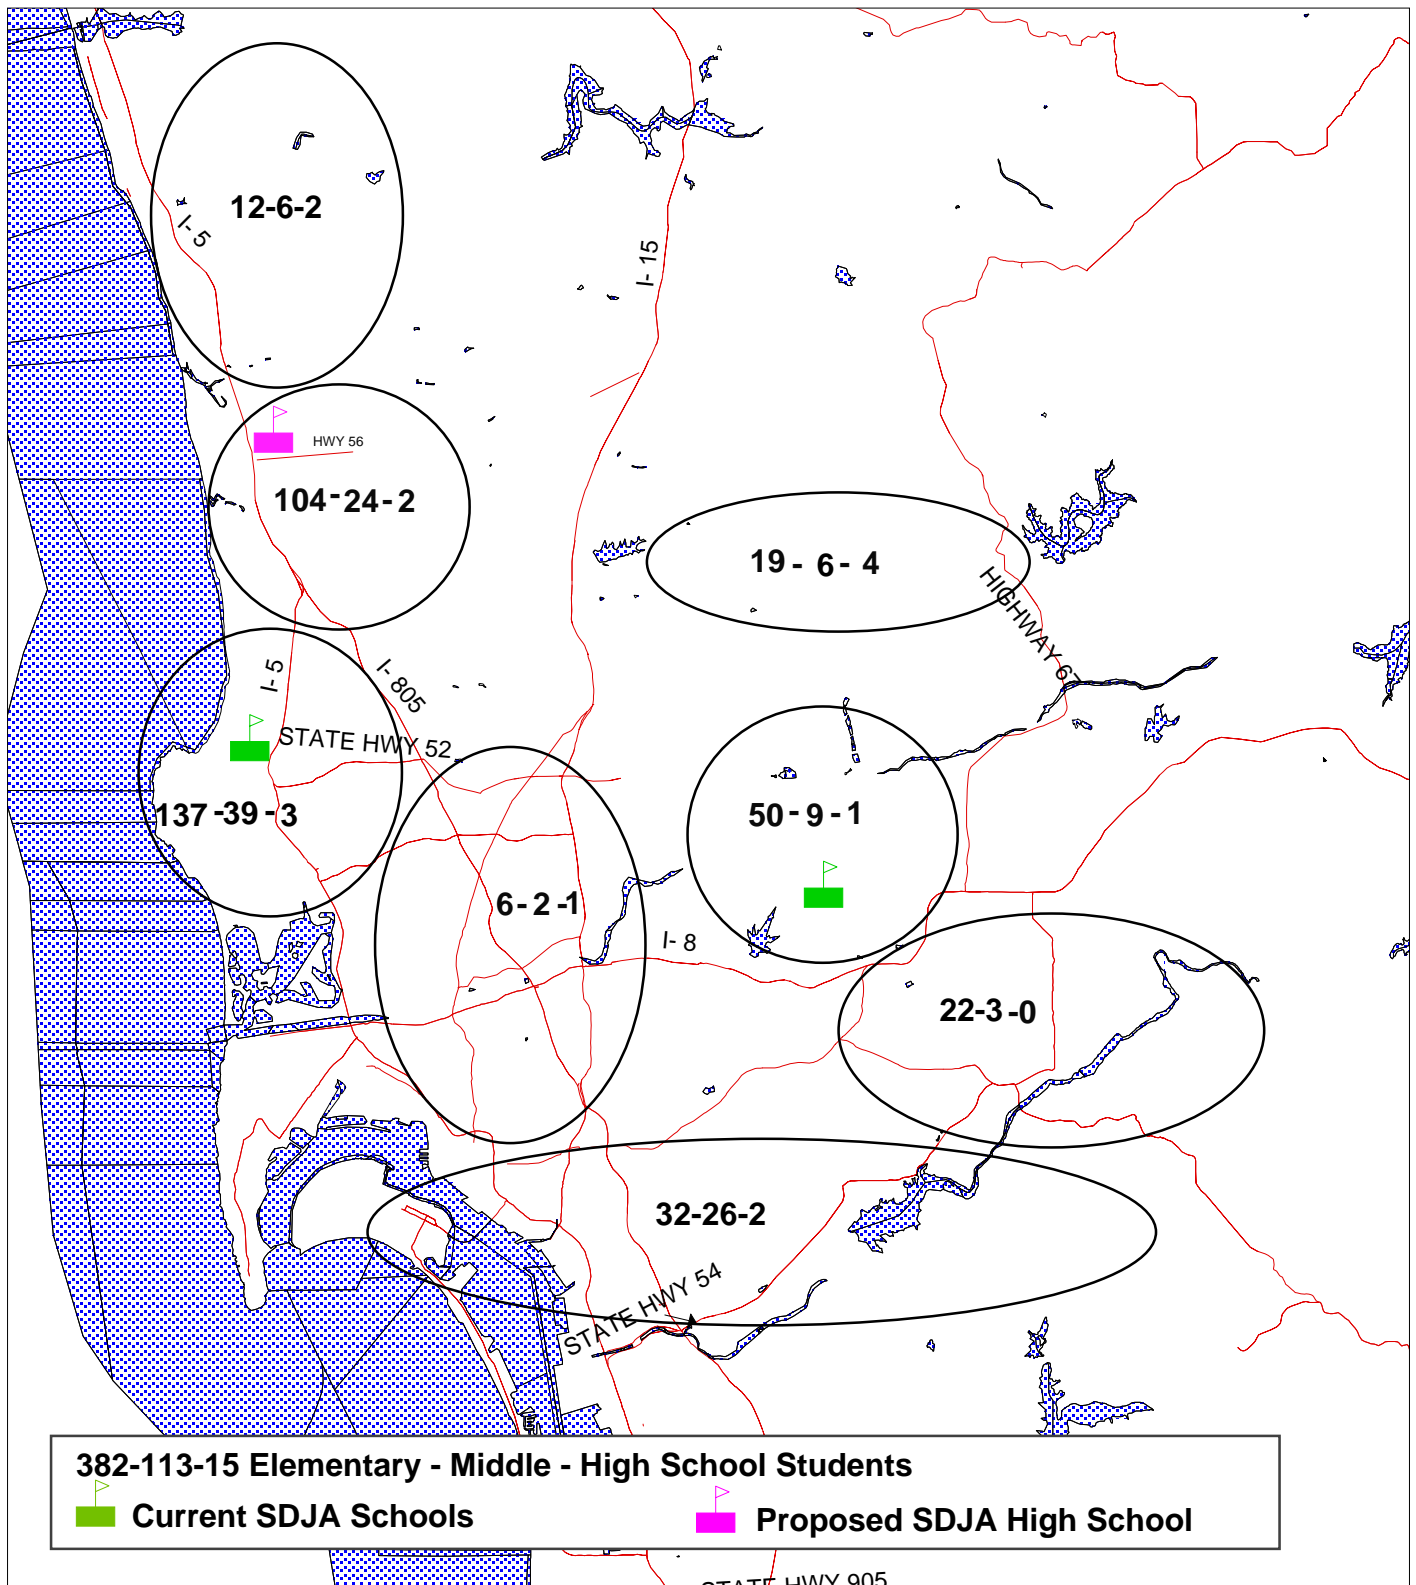 12-6-2
I- 5
I- 15
HWY 56
104-24-2
19 - 6 - 4
HIGHWAY 67
I- 5
I- 805
STATE HWY 52
137-39-3
50-9-1
6-2-1
I- 8
22-3-0
32-26-2
STATE HWY 54
382-113-15 Elementary - Middle - High School Students
Current SDJA Schools
Proposed SDJA High School
STATE HWY 905